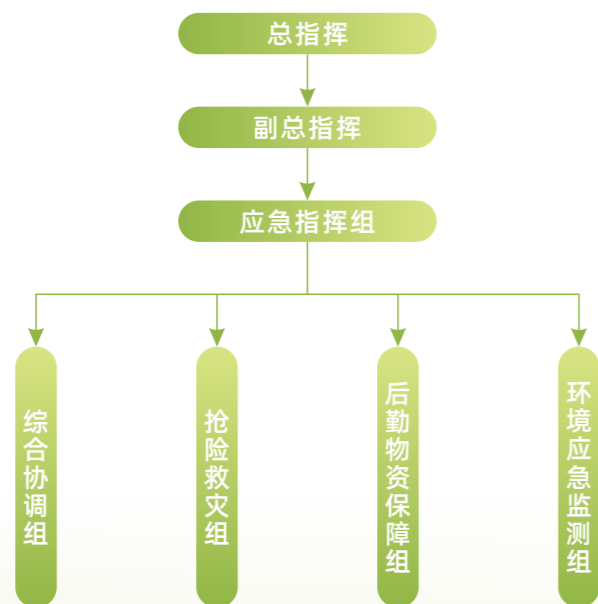 总指挥
副总指挥
应急指挥组
综合协调组
抢险救灾组
后勤物资保障组
环境应急监测组